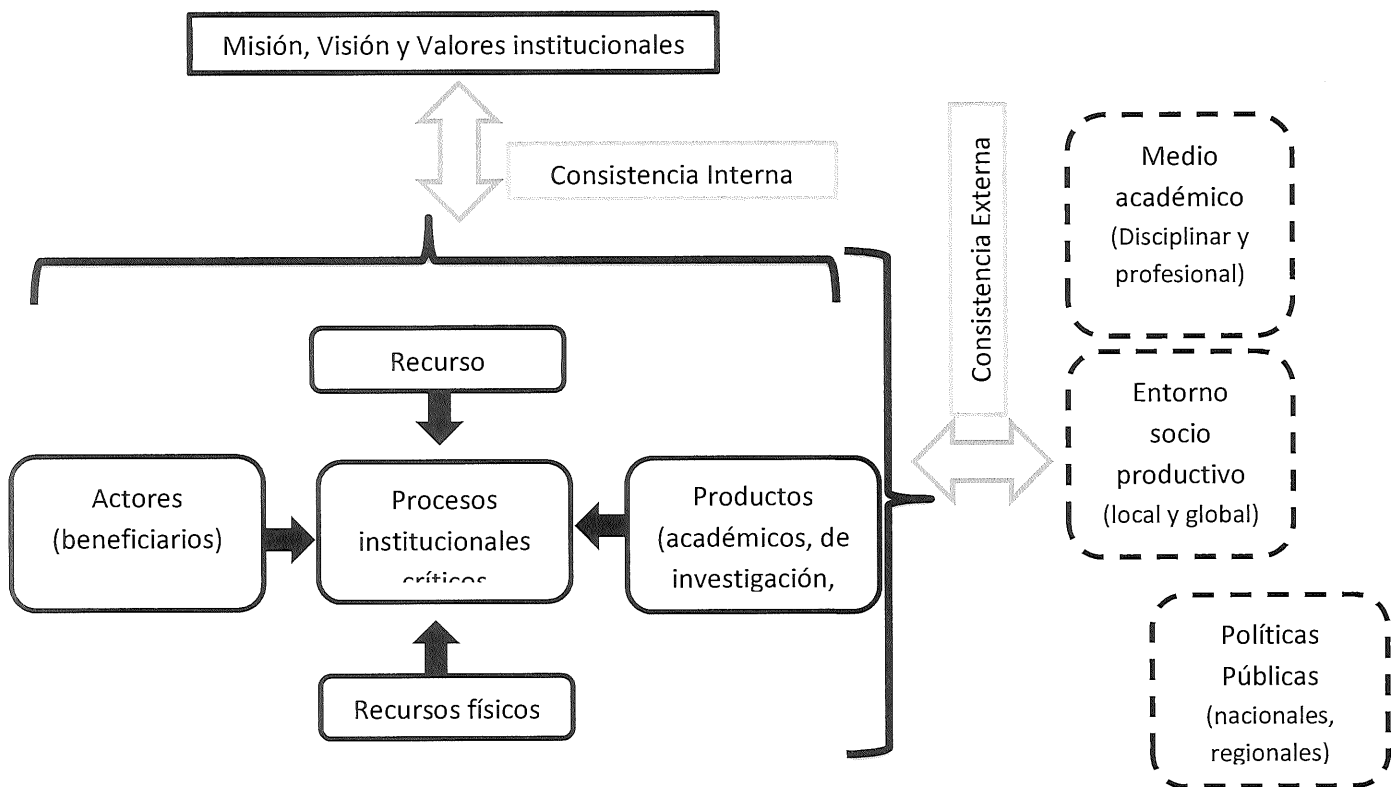 Misión, Visión y Valores institucionales
Consistencia Interna
Consistencia Externa
Medio
académico
(Disciplinar y
profesional)
Entorno
socio
productivo
(local y global)
Políticas
Públicas
(nacionales,
regionales)
Recurso
Actores
(beneficiarios)
Procesos
institucionales
críticos
Productos
(académicos, de
investigación,
Recursos físicos